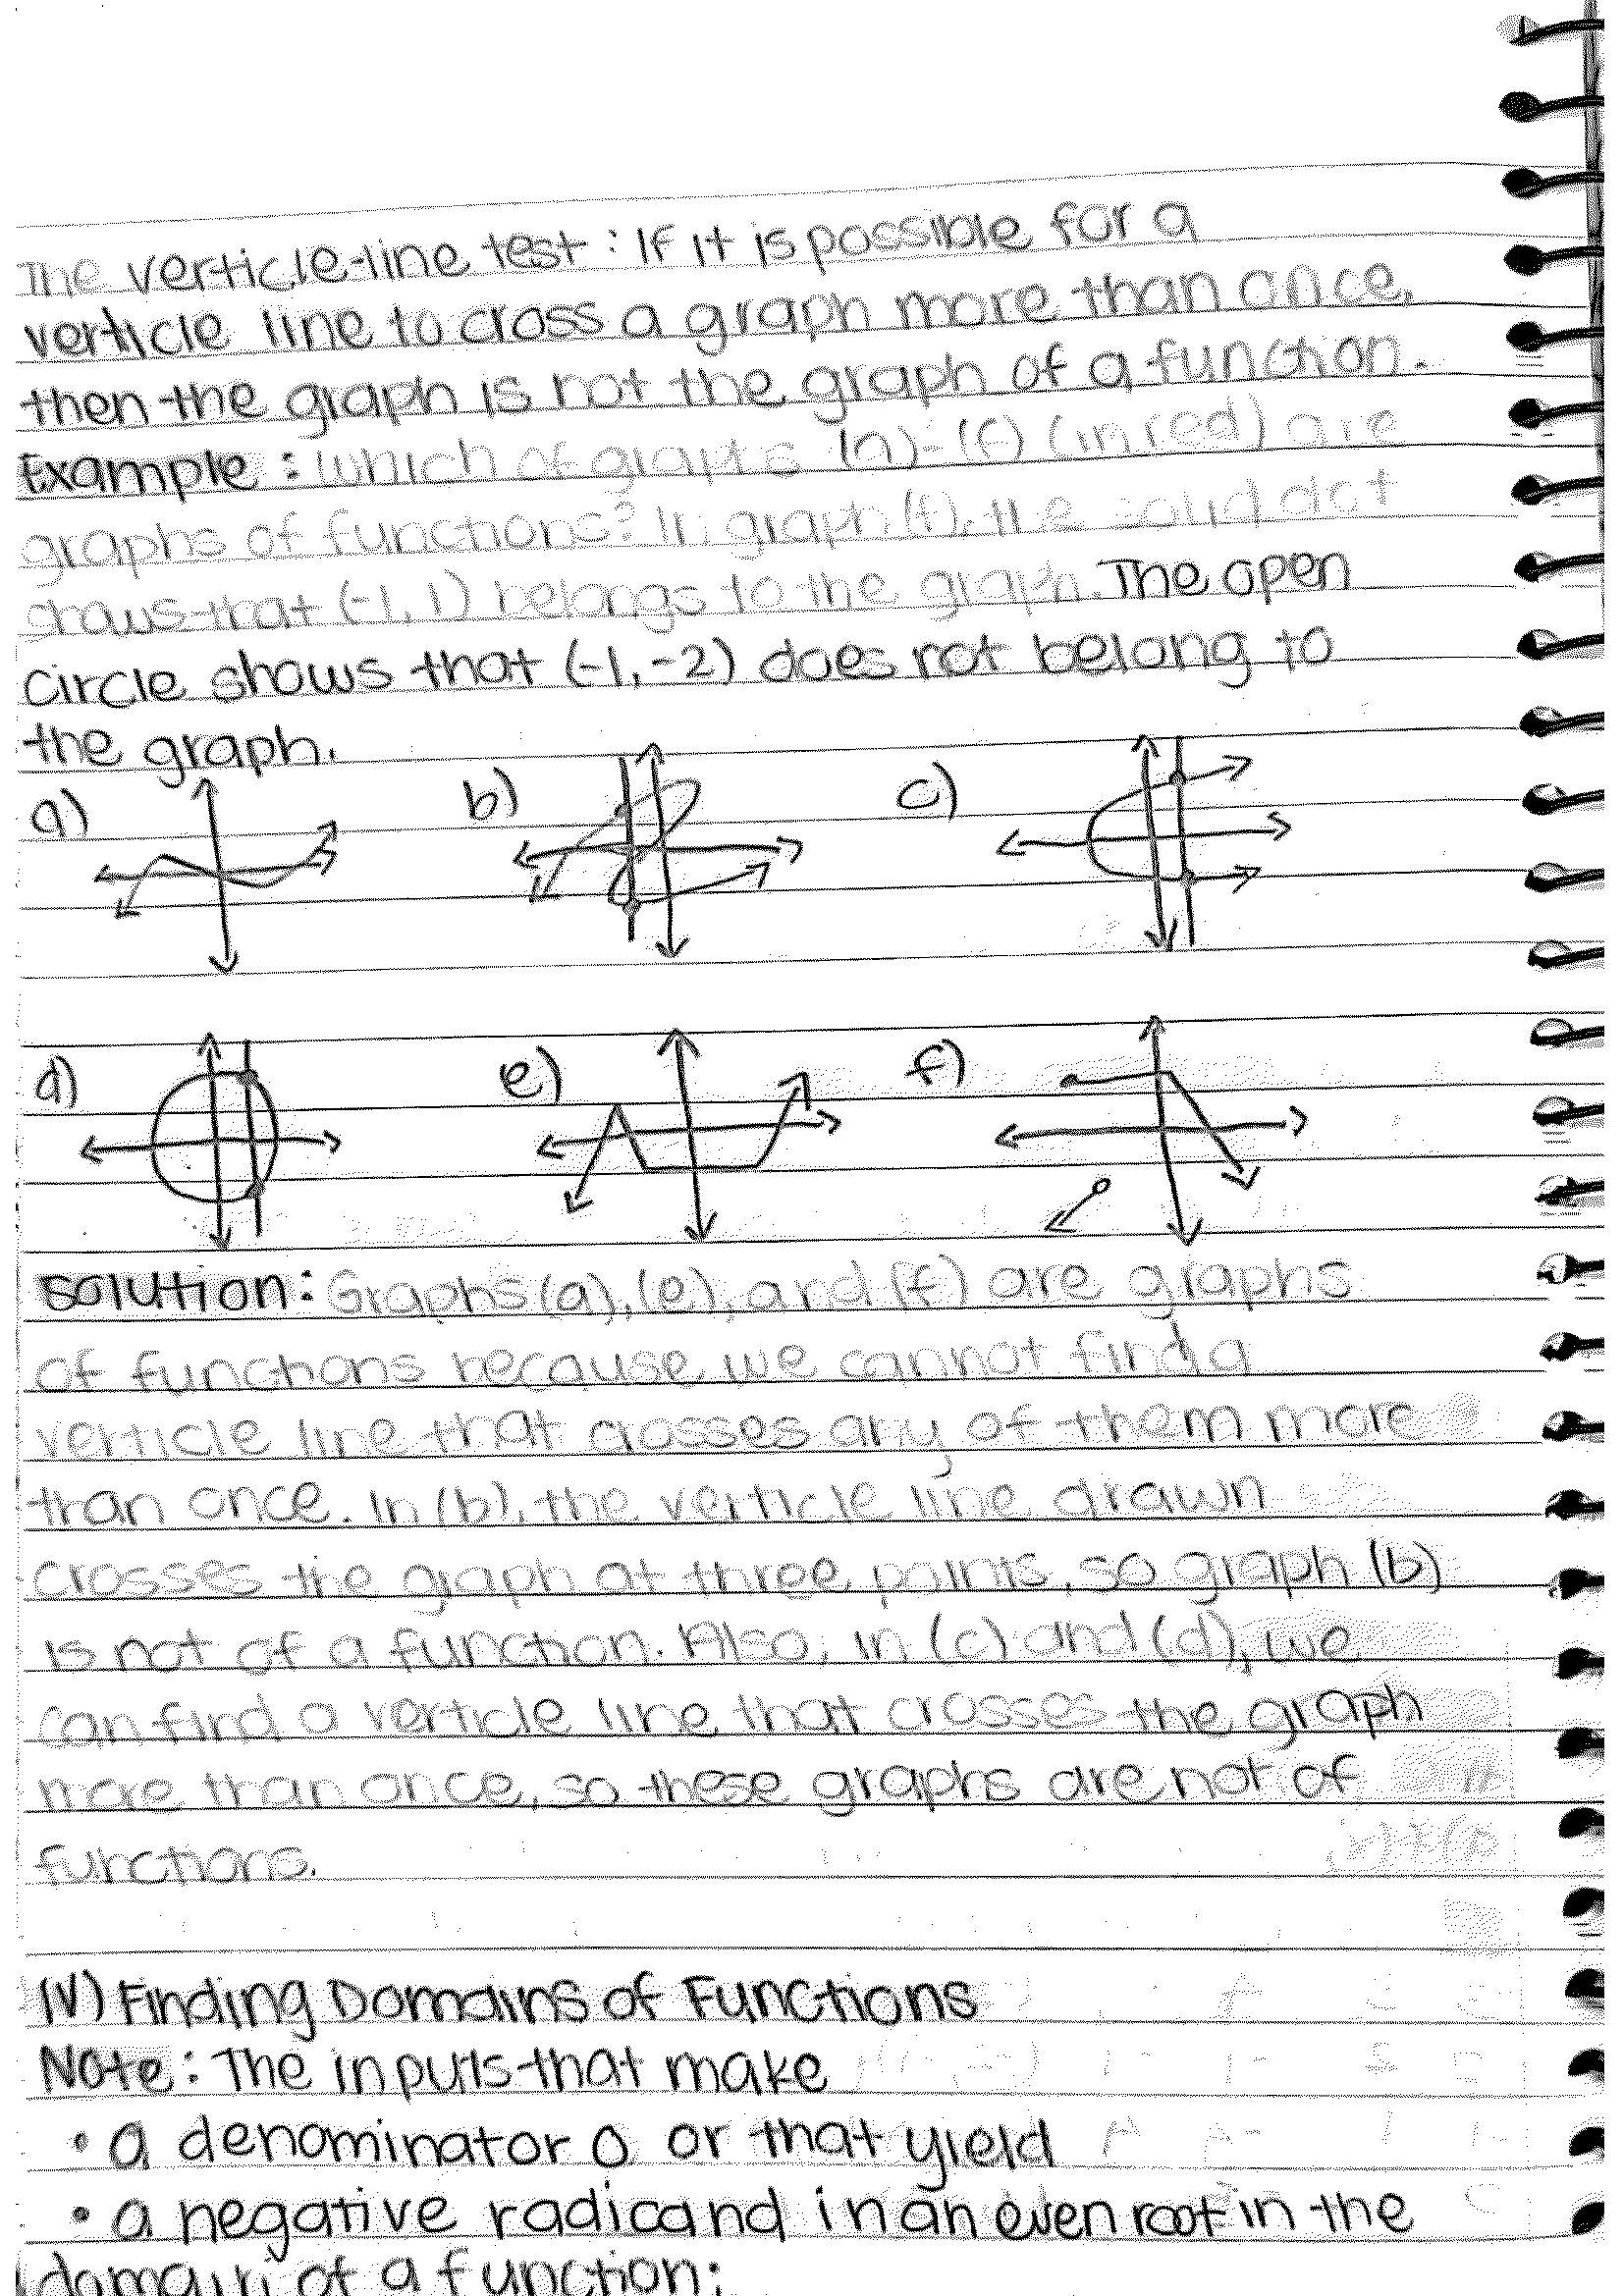 The verticle-line test: If it is possible for a
verticle line to cross a graph more than once,
then the graph is not the graph of a function.
Example: Which of graphs (a)-(f) (in red) are
graphs of functions? In graph (f), the solid dot
shows that (-1, 1) belongs to the graph. The open
circle shows that (-1, -2) does not belong to
the graph.
a) b) c)
d) e) f)
Solution: Graphs (a), (e), and (f) are graphs
of functions because we cannot find a
verticle line that crosses any of them more
than once. In (b), the verticle line drawn
crosses the graph at three points, so graph (b)
is not of a function. Also, in (c) and (d), we
can find a verticle line that crosses the graph
more than once, so these graphs are not of
functions.
(IV) Finding Domains of Functions
Note: The inputs that make
• a denominator 0 or that yield
• a negative radicand in an even root in the
domain of a function: